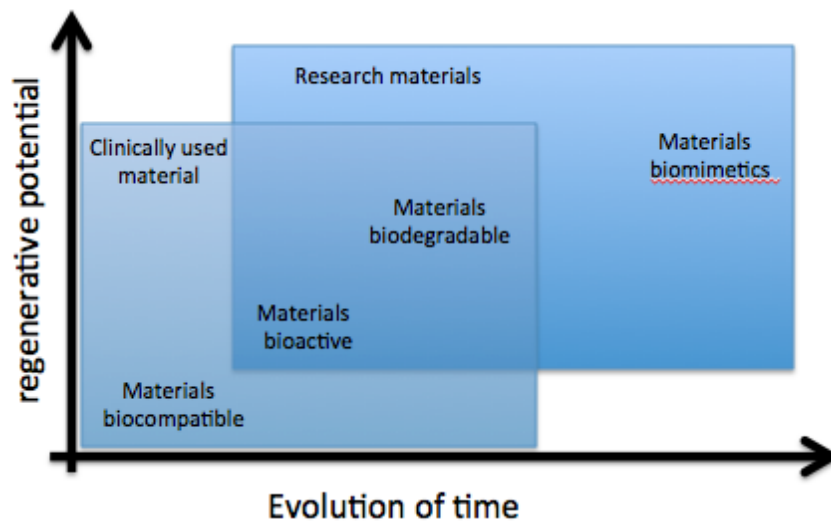 regenerative potential
Research materials
Clinically used
material
Materials
biomimetics
Materials
biodegradable
Materials
bioactive
Materials
biocompatible
Evolution of time